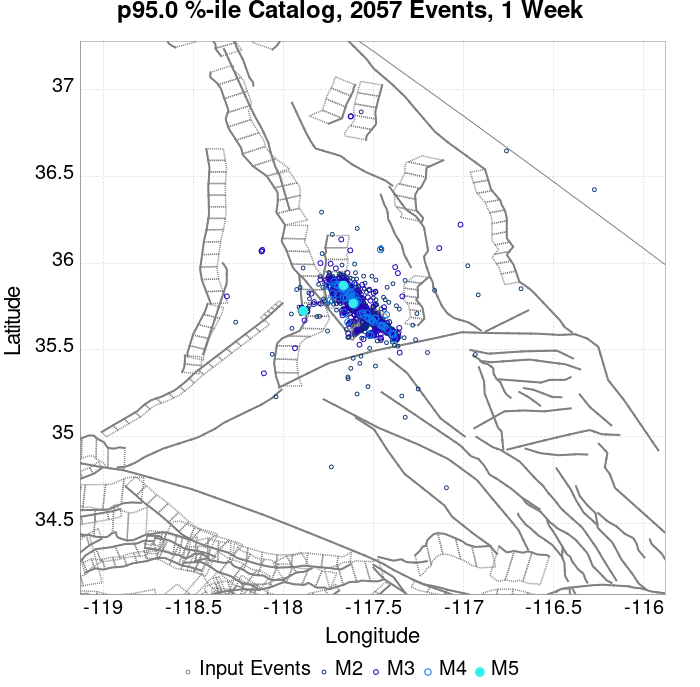 p95.0 %-ile Catalog, 2057 Events, 1 Week
37
36.5
36
35.5
35
34.5
Latitude
-119 -118.5 -118 -117.5 -117 -116.5 -116
Longitude
Input Events M2 M3 M4 M5